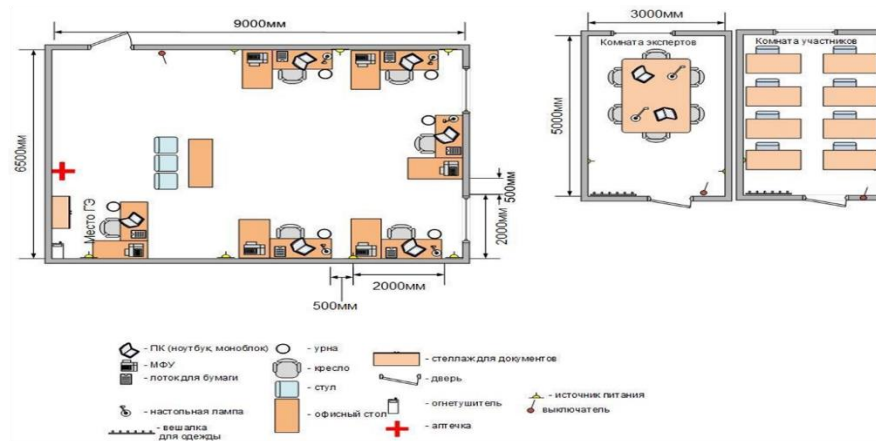 9000мм
3000мм
Комната экспертов
Комната участников
6500мм
5000мм
Место ГЭ
500мм
2000мм
500мм
2000мм
- ПК (ноутбук, моноблок)
- МФУ
- лоток для бумаги
- настольная лампа
- вешалка
для одежды
- урна
- кресло
- стул
- офисный стол
- стеллаж для документов
- дверь
- огнетушитель
- аптечка
- источник питания
- выключатель